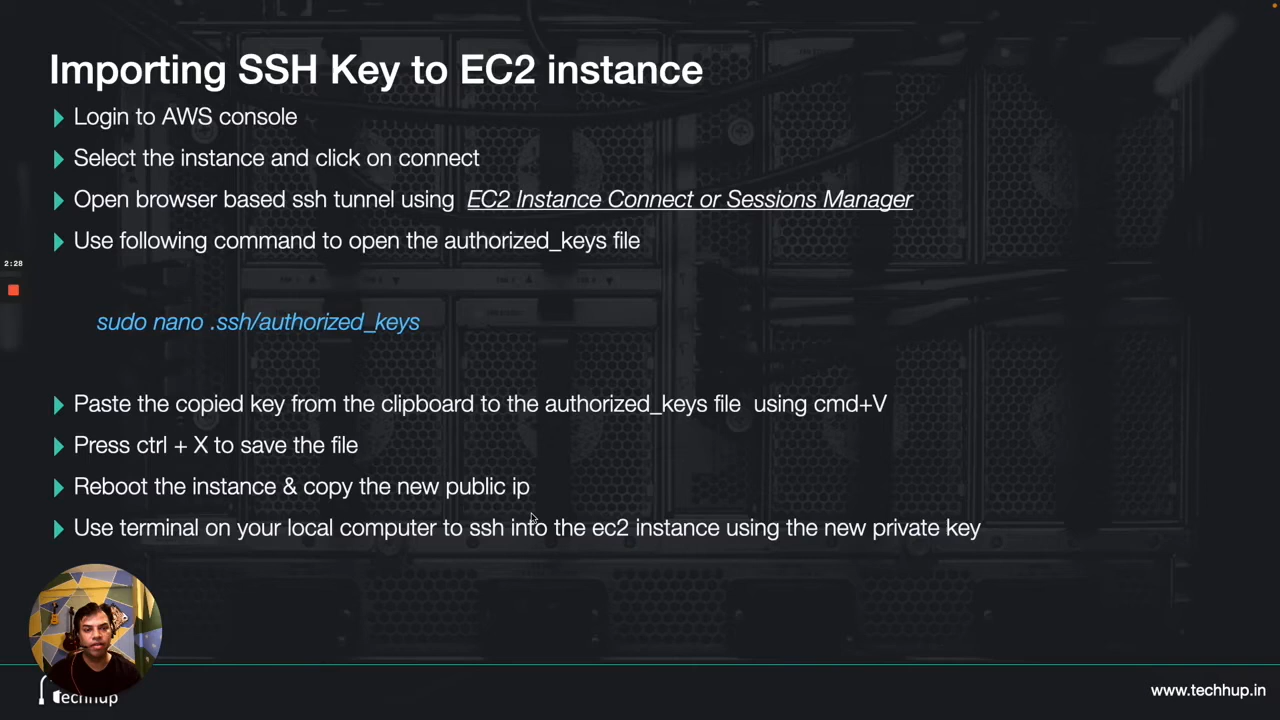 Importing SSH Key to EC2 instance
Login to AWS console
Select the instance and click on connect
Open browser based ssh tunnel using EC2 Instance Connect or Sessions Manager
Use following command to open the authorized_keys file
2:28
sudo nano .ssh/authorized_keys
Paste the copied key from the clipboard to the authorized_keys file using cmd+V
Press ctrl + X to save the file
Reboot the instance & copy the new public ip
Use terminal on your local computer to ssh into the ec2 instance using the new private key
techhup
www.techhup.in